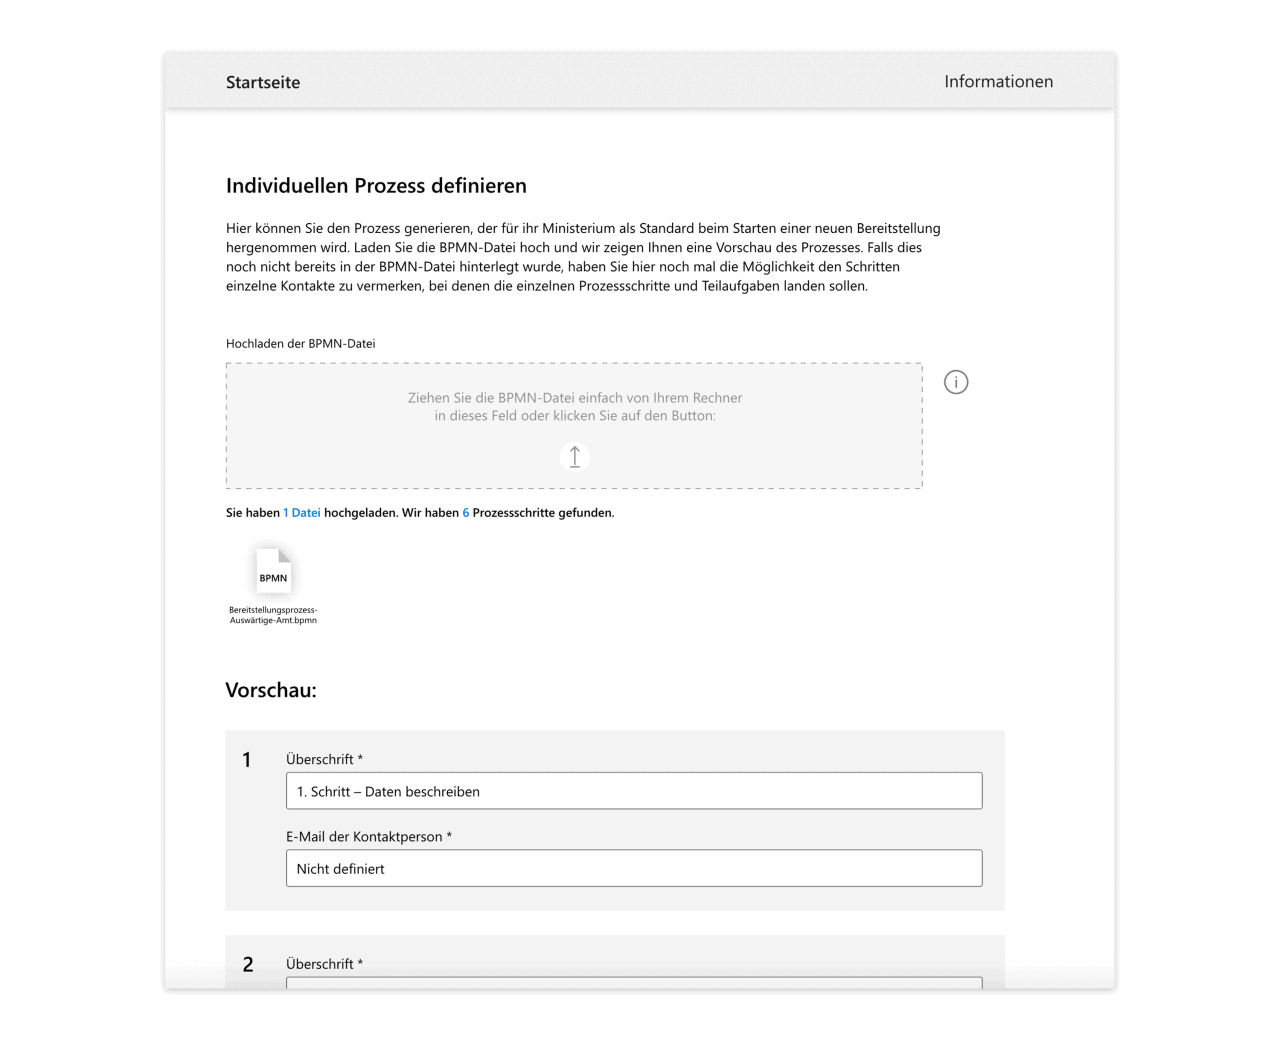 Startseite
Informationen
Individuellen Prozess definieren
Hier können Sie den Prozess generieren, der für ihr Ministerium als Standard beim Starten einer neuen Bereitstellung
hergenommen wird. Laden Sie die BPMN-Datei hoch und wir zeigen Ihnen eine Vorschau des Prozesses. Falls dies
noch nicht bereits in der BPMN-Datei hinterlegt wurde, haben Sie hier noch mal die Möglichkeit den Schritten
einzelne Kontakte zu vermerken, bei denen die einzelnen Prozessschritte und Teilaufgaben landen sollen.
Hochladen der BPMN-Datei
Ziehen Sie die BPMN-Datei einfach von Ihrem Rechner
in dieses Feld oder klicken Sie auf den Button:
i
Sie haben 1 Datei hochgeladen. Wir haben 6 Prozessschritte gefunden.
BPMN
Bereitstellungsprozess-
Auswärtige-Amt.bpmn
Vorschau:
1
Überschrift *
1. Schritt – Daten beschreiben
E-Mail der Kontaktperson *
Nicht definiert
2
Überschrift *